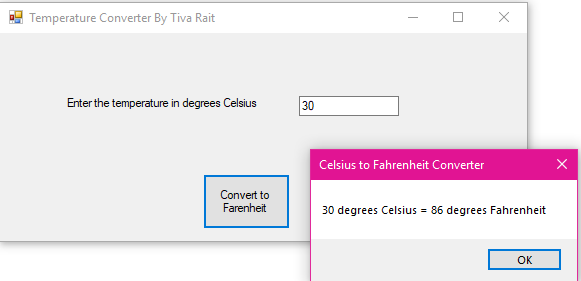 Temperature Converter By Tiva Rait
Enter the temperature in degrees Celsius
30
Convert to
Farenheit
Celsius to Fahrenheit Converter
30 degrees Celsius = 86 degrees Fahrenheit
OK